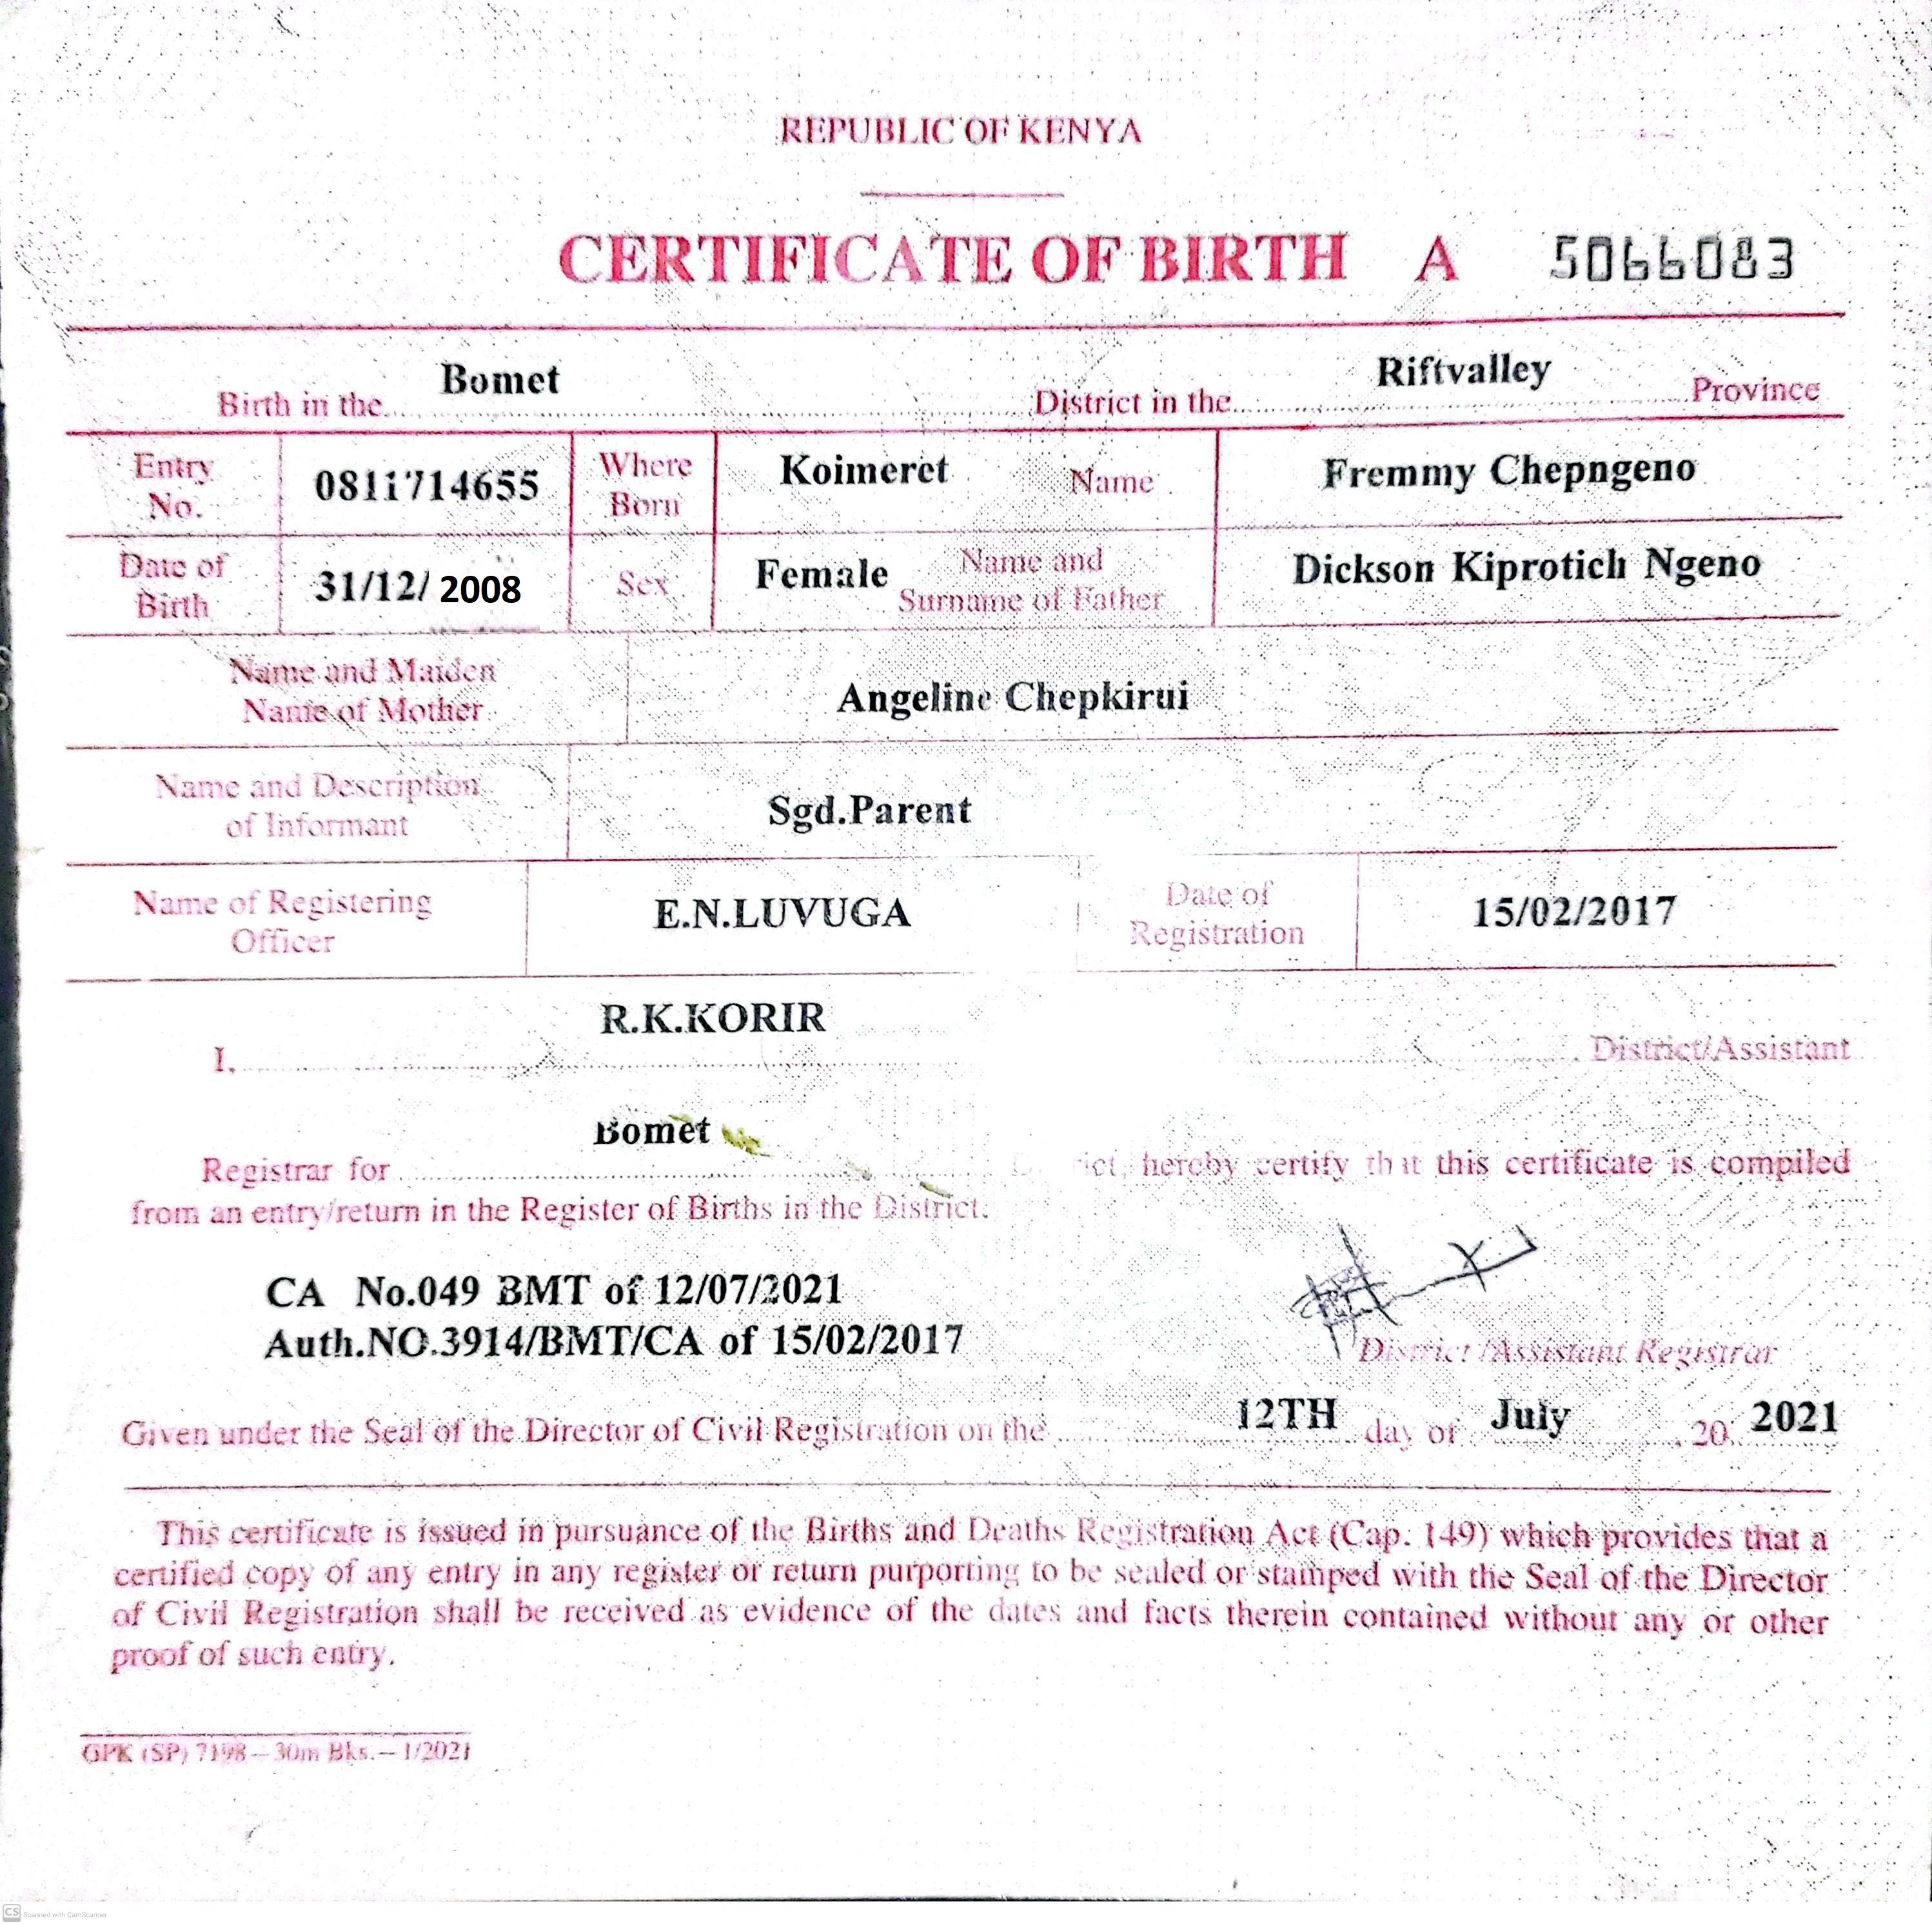 REPUBLIC OF KENYA
CERTIFICATE OF BIRTH A 5066083
Birth in the Bomet District in the Riftvalley Province
Entry No. 0811714655 Where Born Koimeret Name Fremmy Chepngeno
Date of Birth 31/12/ 2008 Sex Female Name and Surname of Father Dickson Kiprotich Ngeno
Name and Maiden Name of Mother Angeline Chepkirui
Name and Description of Informant Sgd.Parent
Name of Registering Officer E.N.LUVUGA Date of Registration 15/02/2017
I, R.K.KORIR District/Assistant
Registrar for Bomet hereby certify that this certificate is compiled
from an entry/return in the Register of Births in the District.
CA No.049 BMT of 12/07/2021
Auth.NO.3914/BMT/CA of 15/02/2017
District /Assistant Registrar
Given under the Seal of the Director of Civil Registration on the 12TH day of July , 20 2021
This certificate is issued in pursuance of the Births and Deaths Registration Act (Cap. 149) which provides that a
certified copy of any entry in any register or return purporting to be sealed or stamped with the Seal of the Director
of Civil Registration shall be received as evidence of the dates and facts therein contained without any or other
proof of such entry.
GPK (SP) 7198—30m Bks.—1/2021
CS Scanned with CamScanner